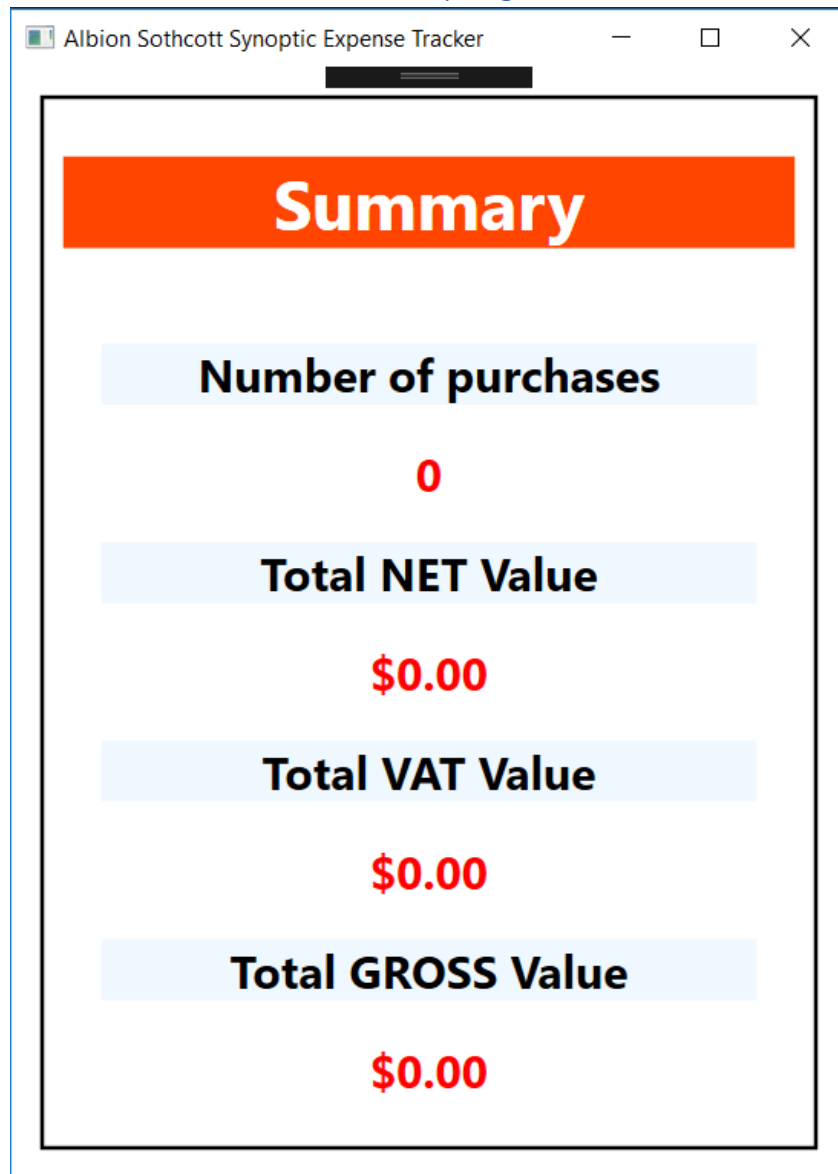 Albion Sothcott Synoptic Expense Tracker
Summary
Number of purchases
0
Total NET Value
$0.00
Total VAT Value
$0.00
Total GROSS Value
$0.00